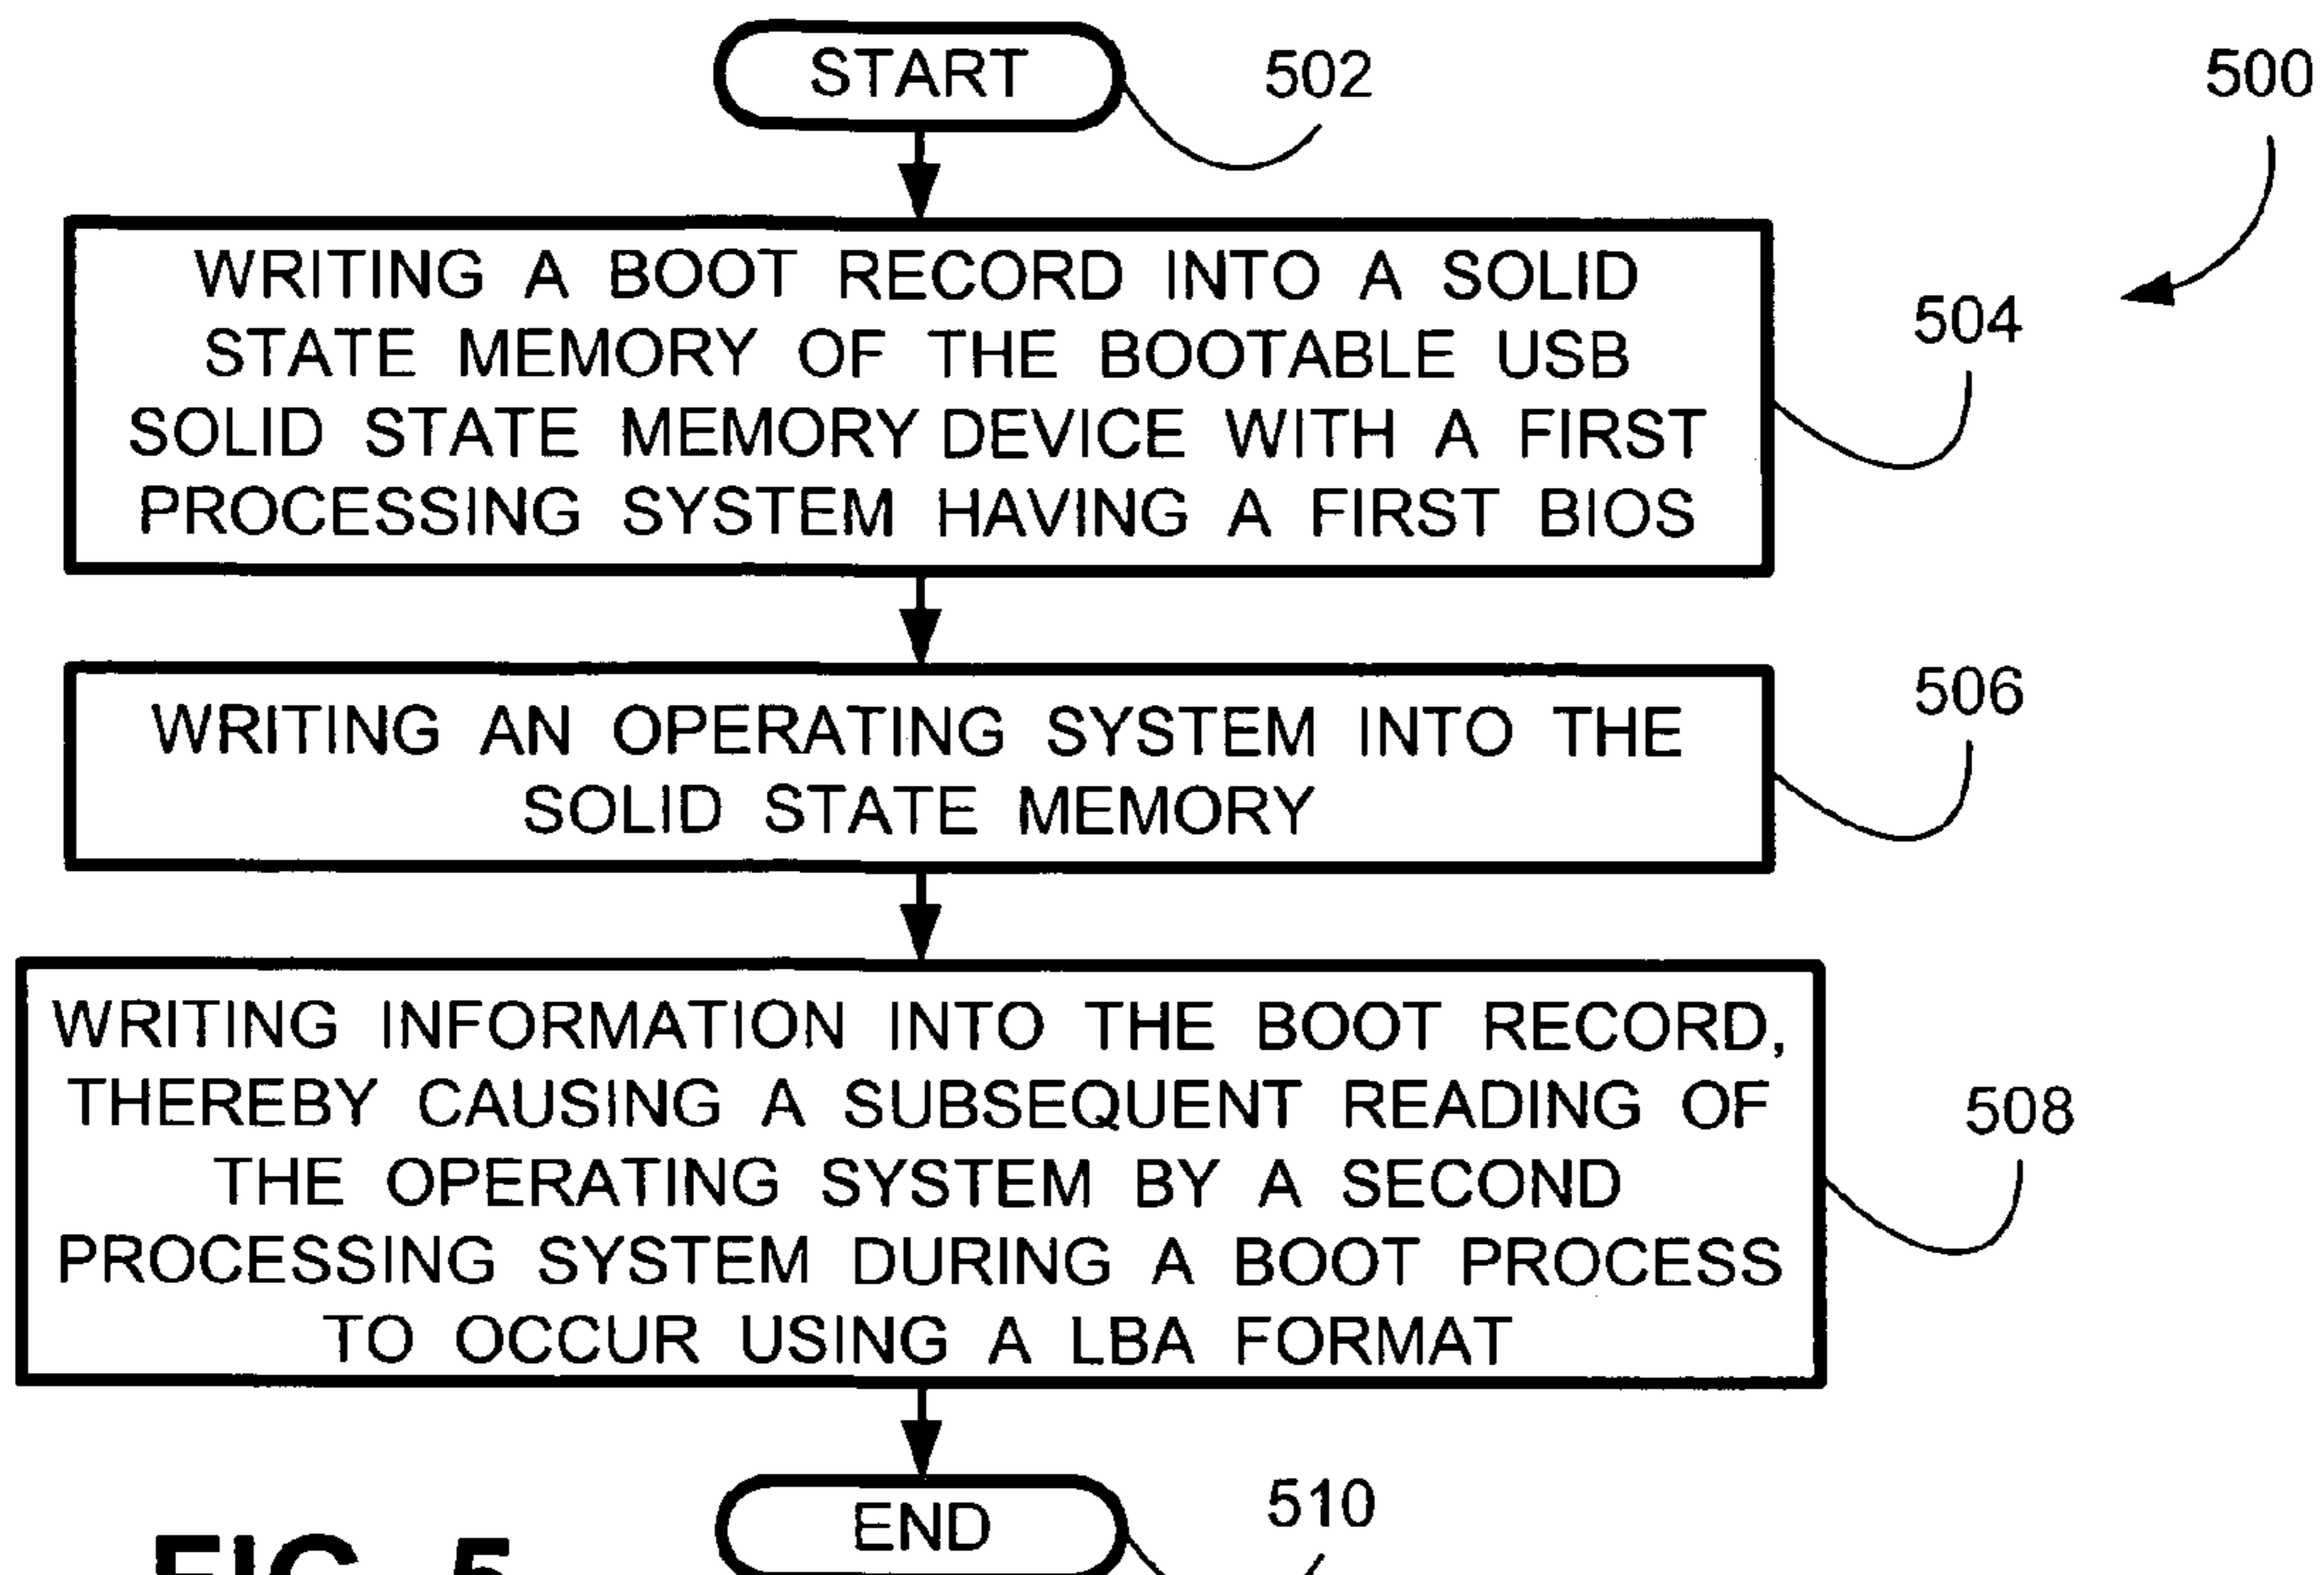 START
502
500
WRITING A BOOT RECORD INTO A SOLID
STATE MEMORY OF THE BOOTABLE USB
SOLID STATE MEMORY DEVICE WITH A FIRST
PROCESSING SYSTEM HAVING A FIRST BIOS
504
WRITING AN OPERATING SYSTEM INTO THE
SOLID STATE MEMORY
506
WRITING INFORMATION INTO THE BOOT RECORD,
THEREBY CAUSING A SUBSEQUENT READING OF
THE OPERATING SYSTEM BY A SECOND
PROCESSING SYSTEM DURING A BOOT PROCESS
TO OCCUR USING A LBA FORMAT
508
END
510
FIG. 5